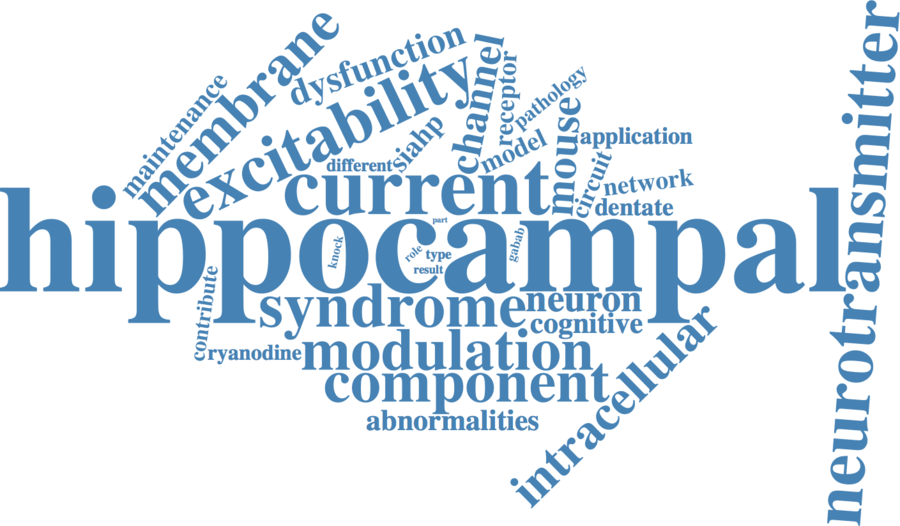 neurotransmitter
membrane
dysfunction
maintenance
excitability
channel
receptor
pathology
siahp
model
mouse
application
different
circuit
network
current
dentate
hippocampal
part
knock
role
type
result
gabab
contribute
syndrome
neuron
cognitive
ryanodine
modulation
intracellular
component
abnormalities